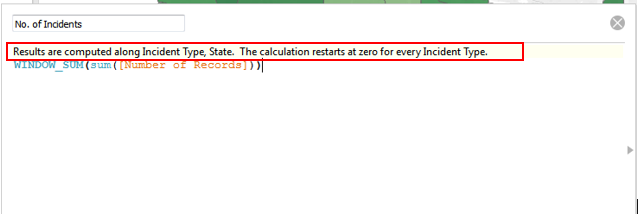 No. of Incidents
Results are computed along Incident Type, State.  The calculation restarts at zero for every Incident Type.
WINDOW_SUM(sum([Number of Records]))